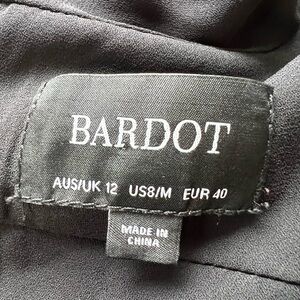 BARDOT
AUS/UK 12 US8/M EUR 40
MADE IN
CHINA